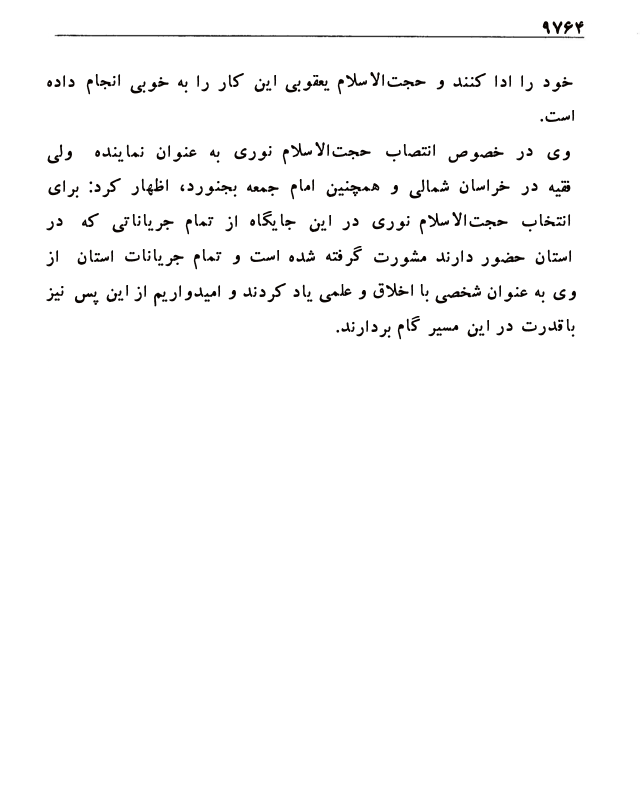 ۹۷۶۴
خود را ادا کنند و حجت‌الاسلام یعقوبی این کار را به خوبی انجام داده
است.
وی در خصوص انتصاب حجت‌الاسلام نوری به عنوان نماینده ولی
فقیه در خراسان شمالی و همچنین امام جمعه بجنورد، اظهار کرد: برای
انتخاب حجت‌الاسلام نوری در این جایگاه از تمام جریاناتی که در
استان حضور دارند مشورت گرفته شده است و تمام جریانات استان از
وی به عنوان شخصی با اخلاق و علمی یاد کردند و امیدواریم از این پس نیز
باقدرت در این مسیر گام بردارند.